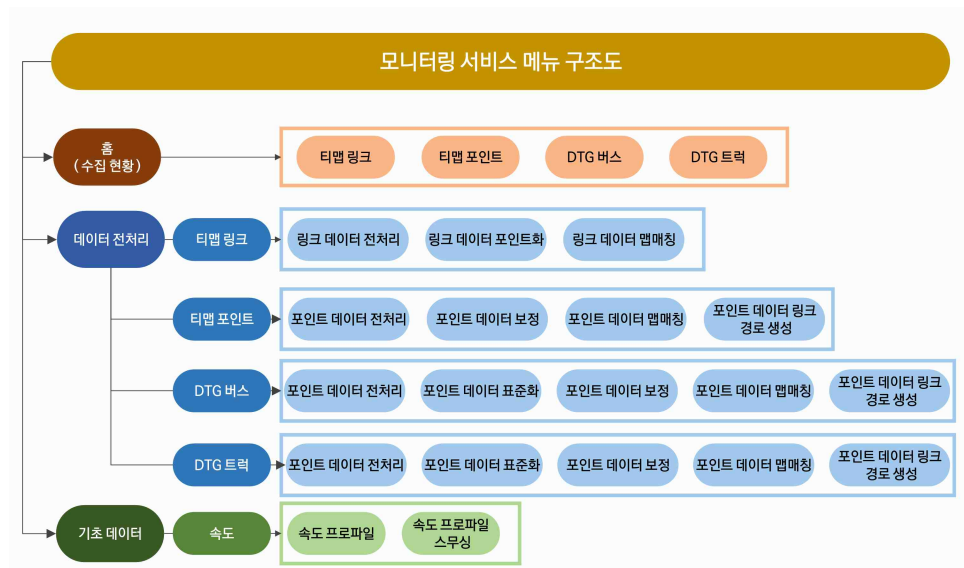 모니터링 서비스 메뉴 구조도
홈
( 수집 현황 )
티맵 링크
티맵 포인트
DTG 버스
DTG 트럭
데이터 전처리
티맵 링크
링크 데이터 전처리
링크 데이터 포인트화
링크 데이터 맵매칭
티맵 포인트
포인트 데이터 전처리
포인트 데이터 보정
포인트 데이터 맵매칭
포인트 데이터 링크
경로 생성
DTG 버스
포인트 데이터 전처리
포인트 데이터 표준화
포인트 데이터 보정
포인트 데이터 맵매칭
포인트 데이터 링크
경로 생성
DTG 트럭
포인트 데이터 전처리
포인트 데이터 표준화
포인트 데이터 보정
포인트 데이터 맵매칭
포인트 데이터 링크
경로 생성
기초 데이터
속도
속도 프로파일
속도 프로파일
스무싱